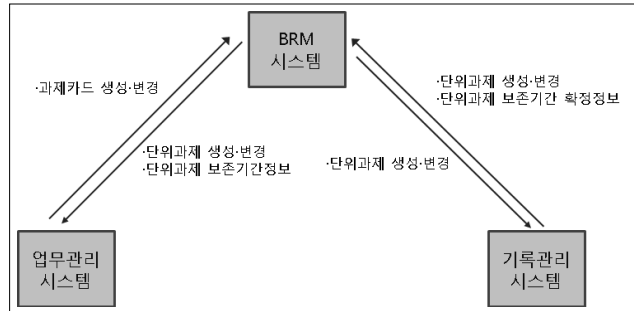 BRM
시스템
·과제카드 생성·변경
·단위과제 생성·변경
·단위과제 보존기간 확정정보
·단위과제 생성·변경
·단위과제 보존기간정보
·단위과제 생성·변경
업무관리
시스템
기록관리
시스템